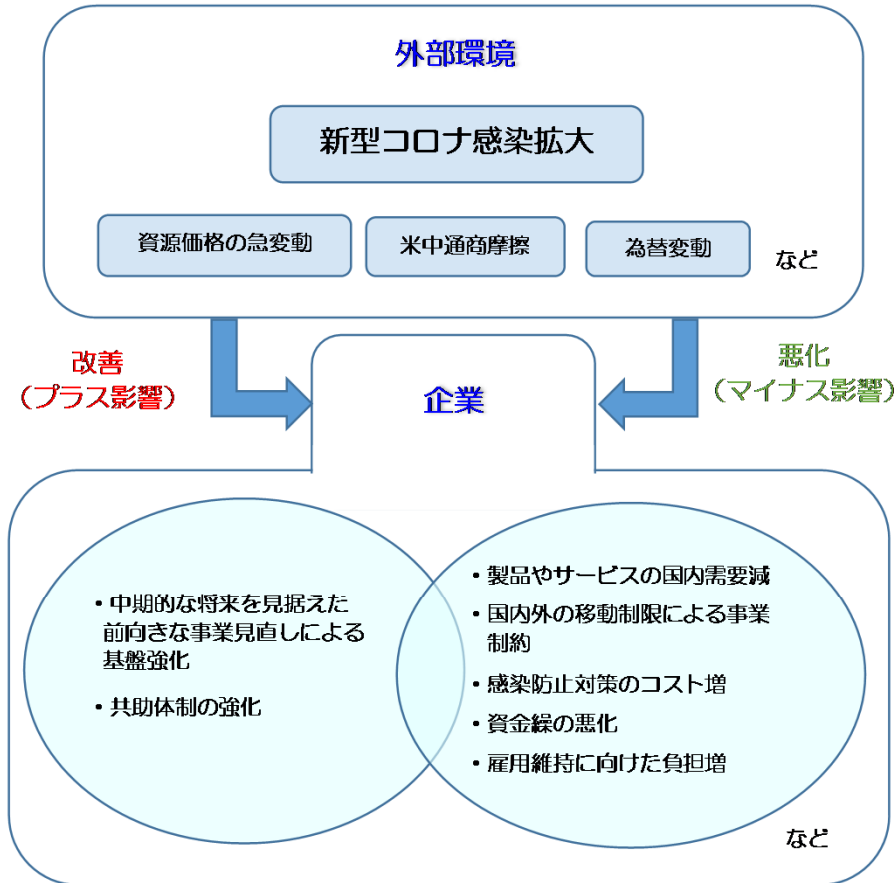 外部環境
新型コロナ感染拡大
資源価格の急変動
米中通商摩擦
為替変動
など
改善
（プラス影響）
悪化
（マイナス影響）
企業
・中期的な将来を見据えた
前向きな事業見直しによる
基盤強化
・共助体制の強化
・製品やサービスの国内需要減
・国内外の移動制限による事業
制約
・感染防止対策のコスト増
・資金繰の悪化
・雇用維持に向けた負担増
など